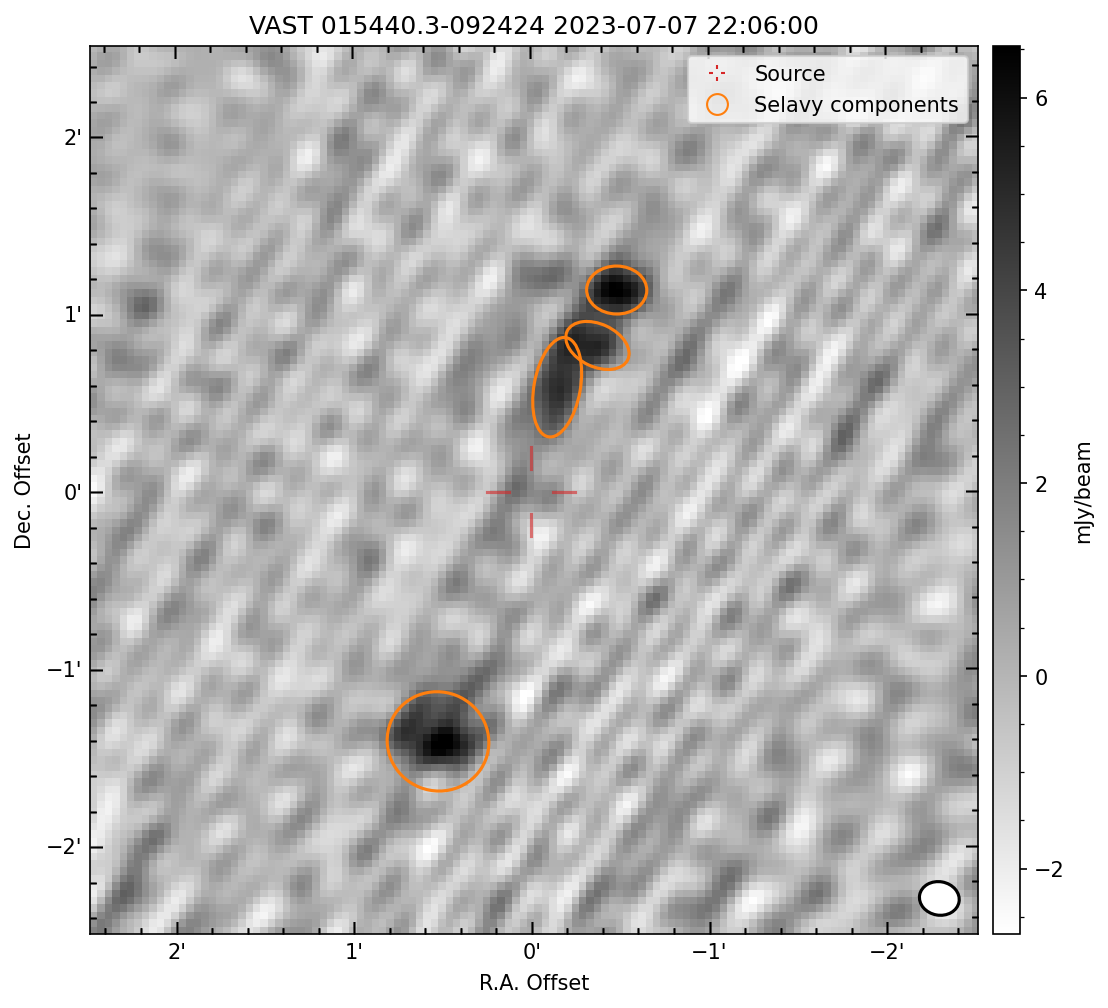 VAST 015440.3-092424 2023-07-07 22:06:00
Source
Selavy components
2'
1'
0'
−1'
−2'
Dec. Offset
2'
1'
0'
−1'
−2'
R.A. Offset
6
4
2
0
−2
mJy/beam